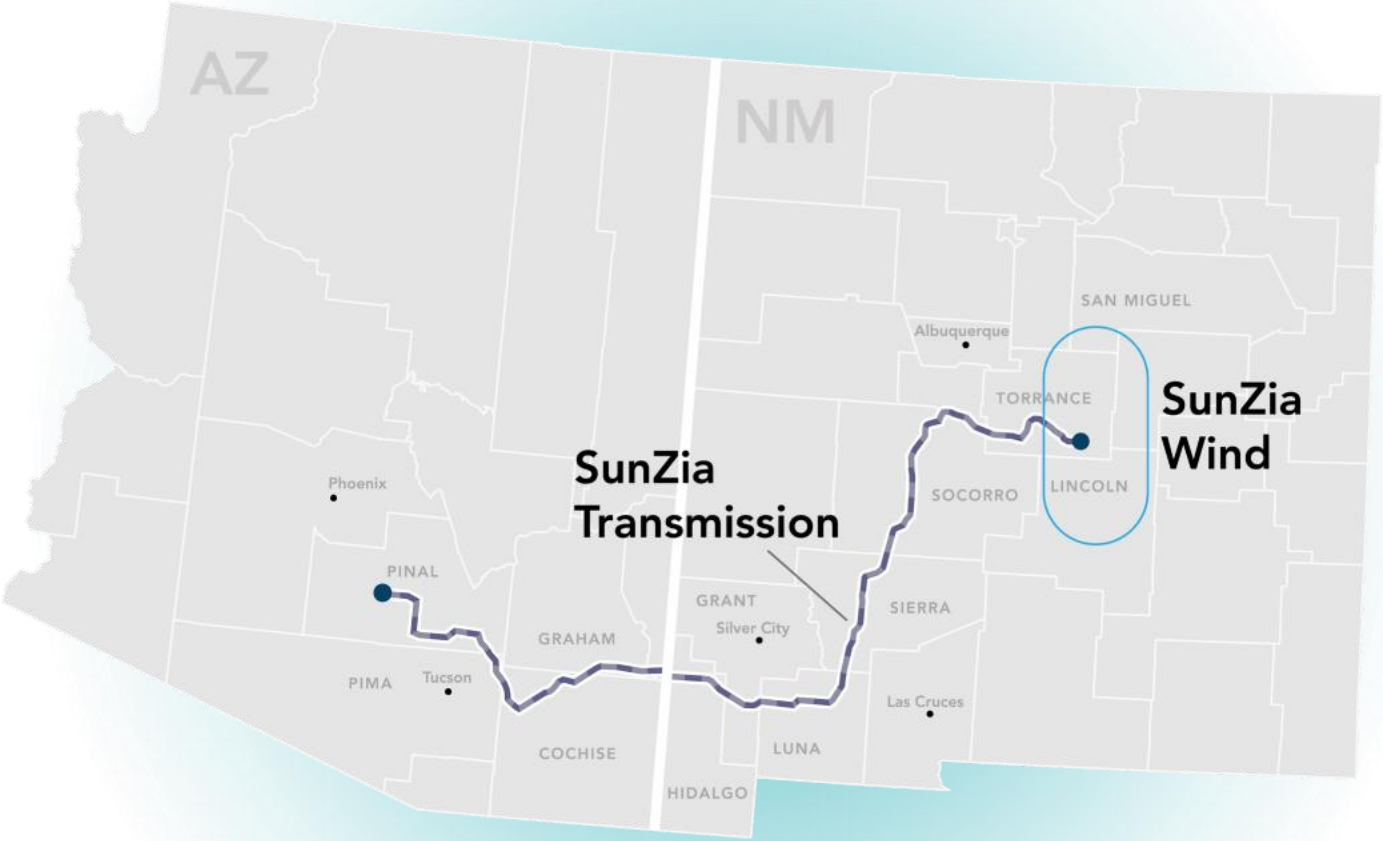 AZ
NM
SAN MIGUEL
Albuquerque
TORRANCE
SunZia
Wind
SunZia
Transmission
Phoenix
SOCORRO
LINCOLN
PINAL
GRANT
SIERRA
Silver City
GRAHAM
PIMA
Tucson
Las Cruces
COCHISE
LUNA
HIDALGO